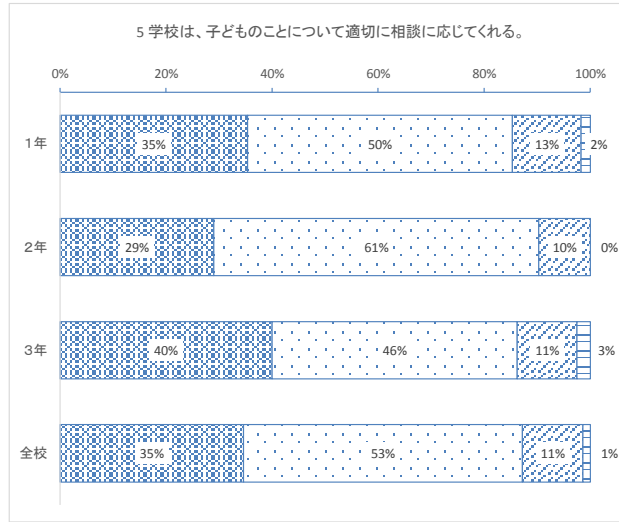 5 学校は、子どものことについて適切に相談に応じてくれる。
0% 20% 40% 60% 80% 100%
1年 35% 50% 13% 2%
2年 29% 61% 10% 0%
3年 40% 46% 11% 3%
全校 35% 53% 11% 1%